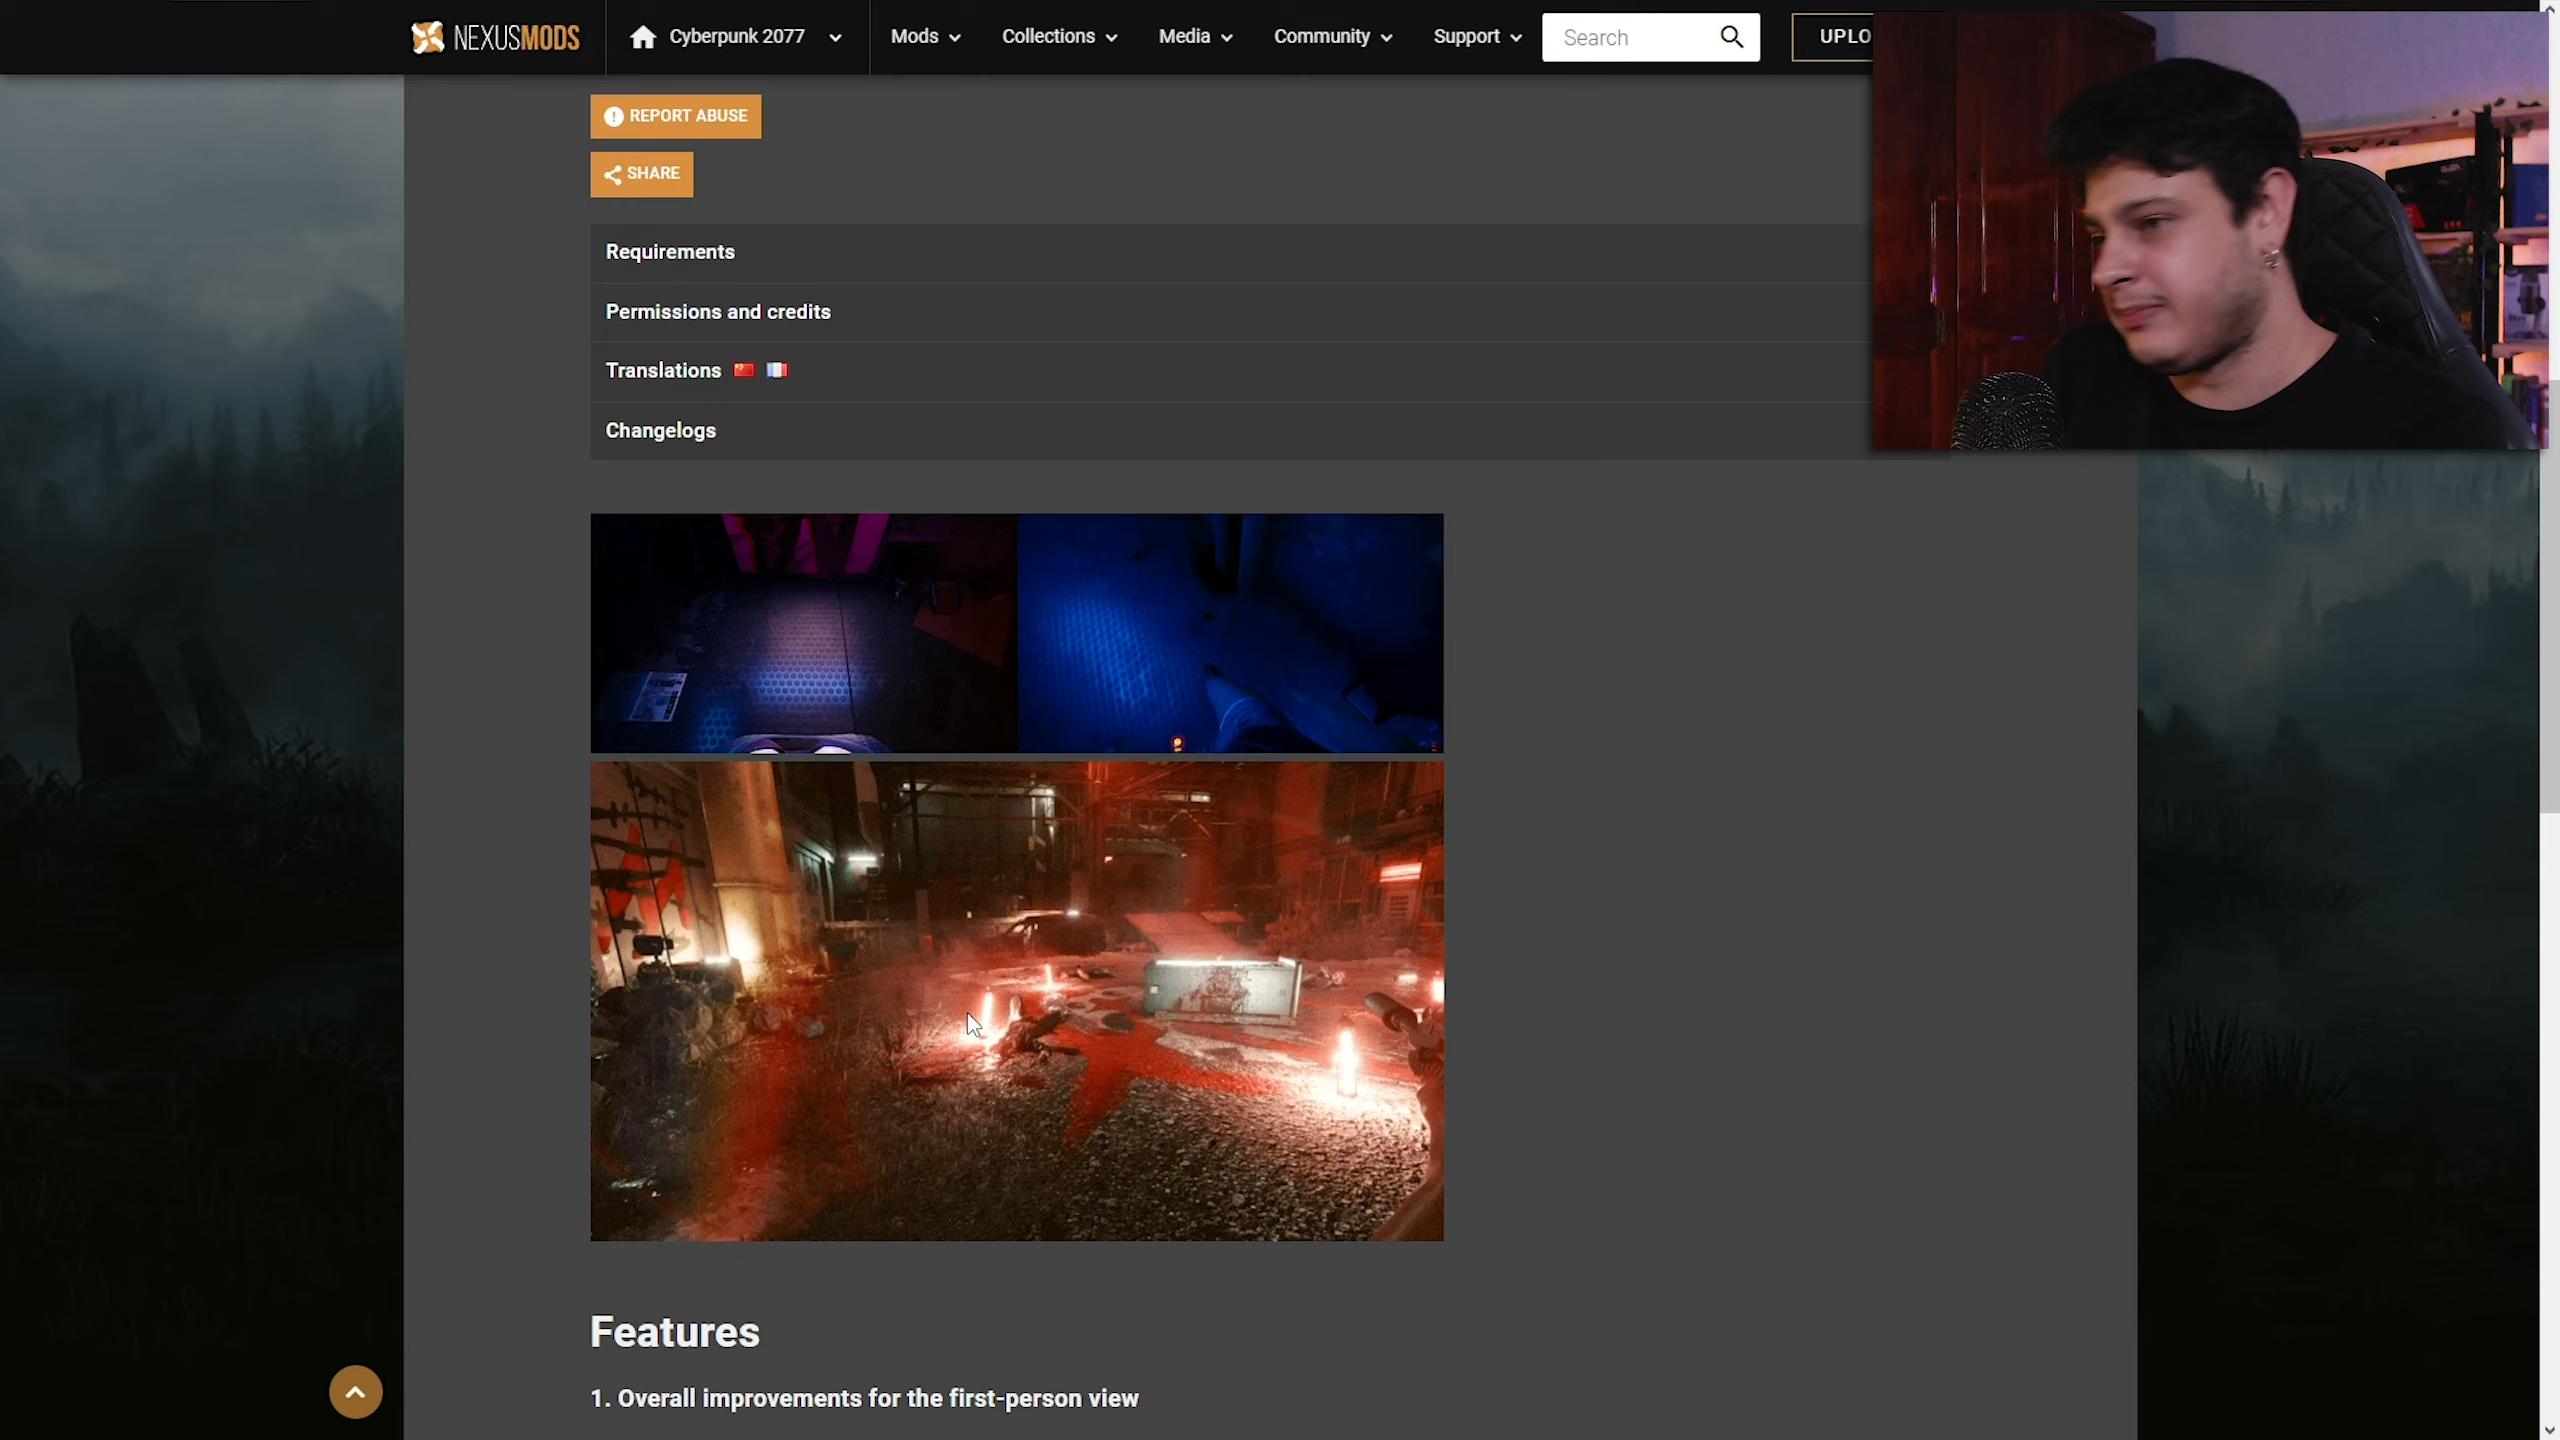 NEXUSMODS
Cyberpunk 2077
Mods
Collections
Media
Community
Support
Search
UPLO
REPORT ABUSE
SHARE
Requirements
Permissions and credits
Translations
Changelogs
Features
1. Overall improvements for the first-person view